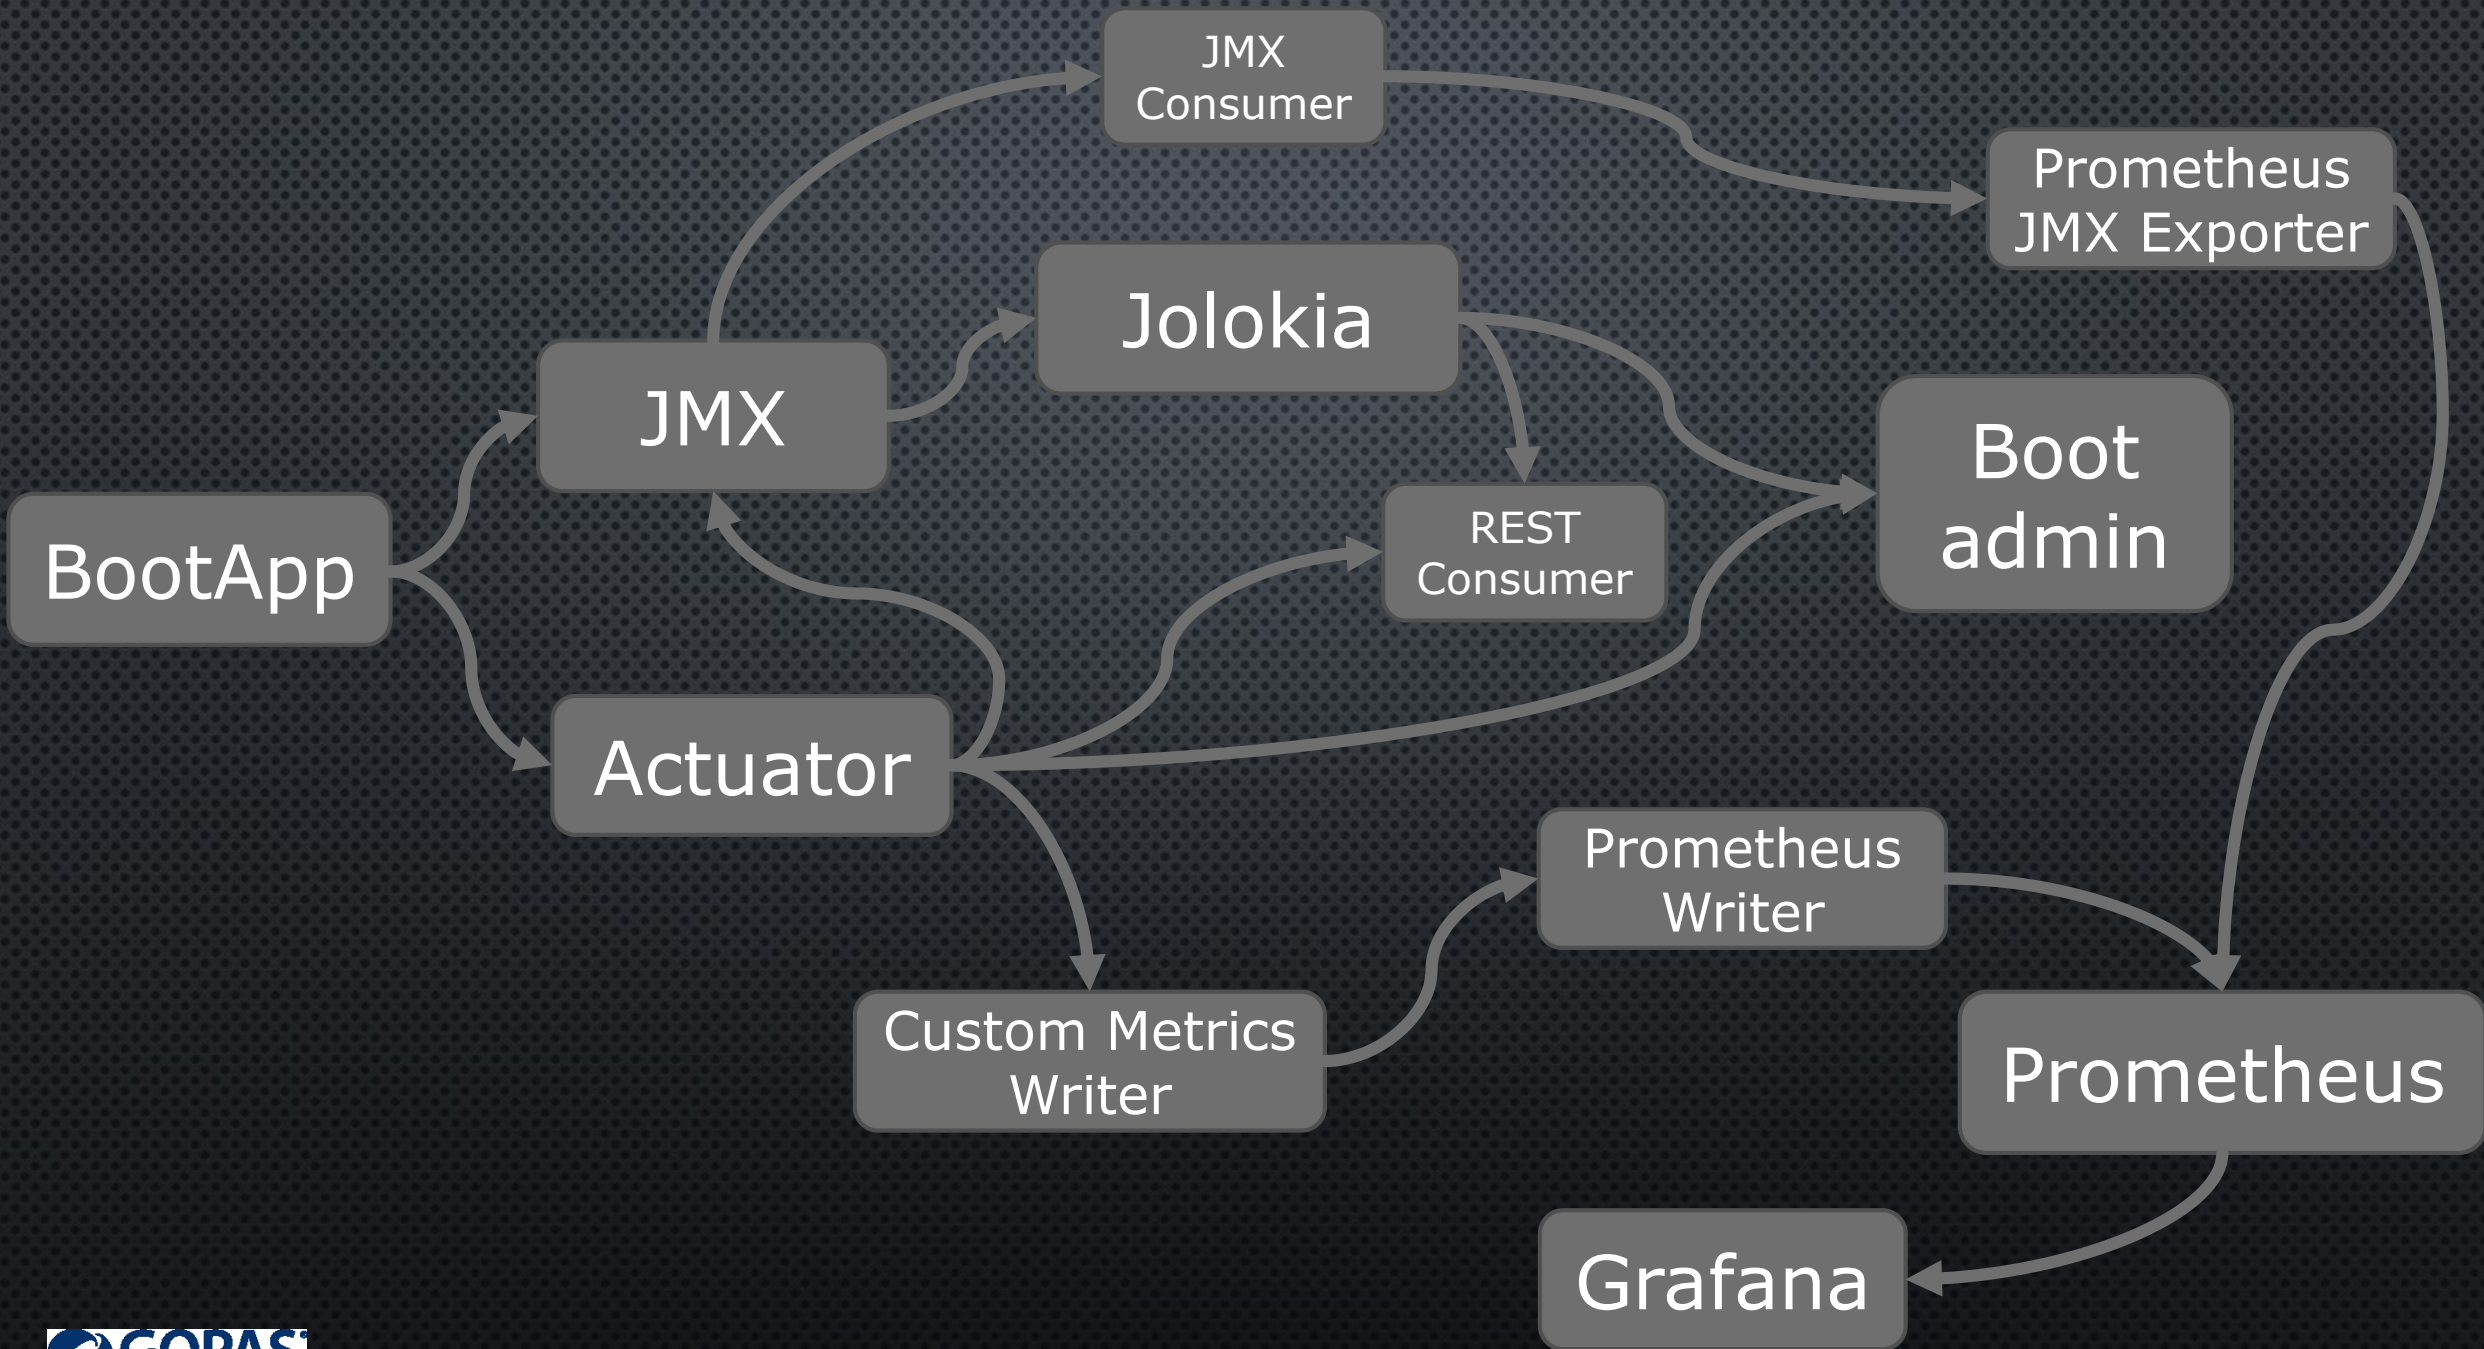 JMX
Consumer
Prometheus
JMX Exporter
Jolokia
JMX
Boot
admin
REST
Consumer
BootApp
Actuator
Prometheus
Writer
Custom Metrics
Writer
Prometheus
Grafana
GOPAS®